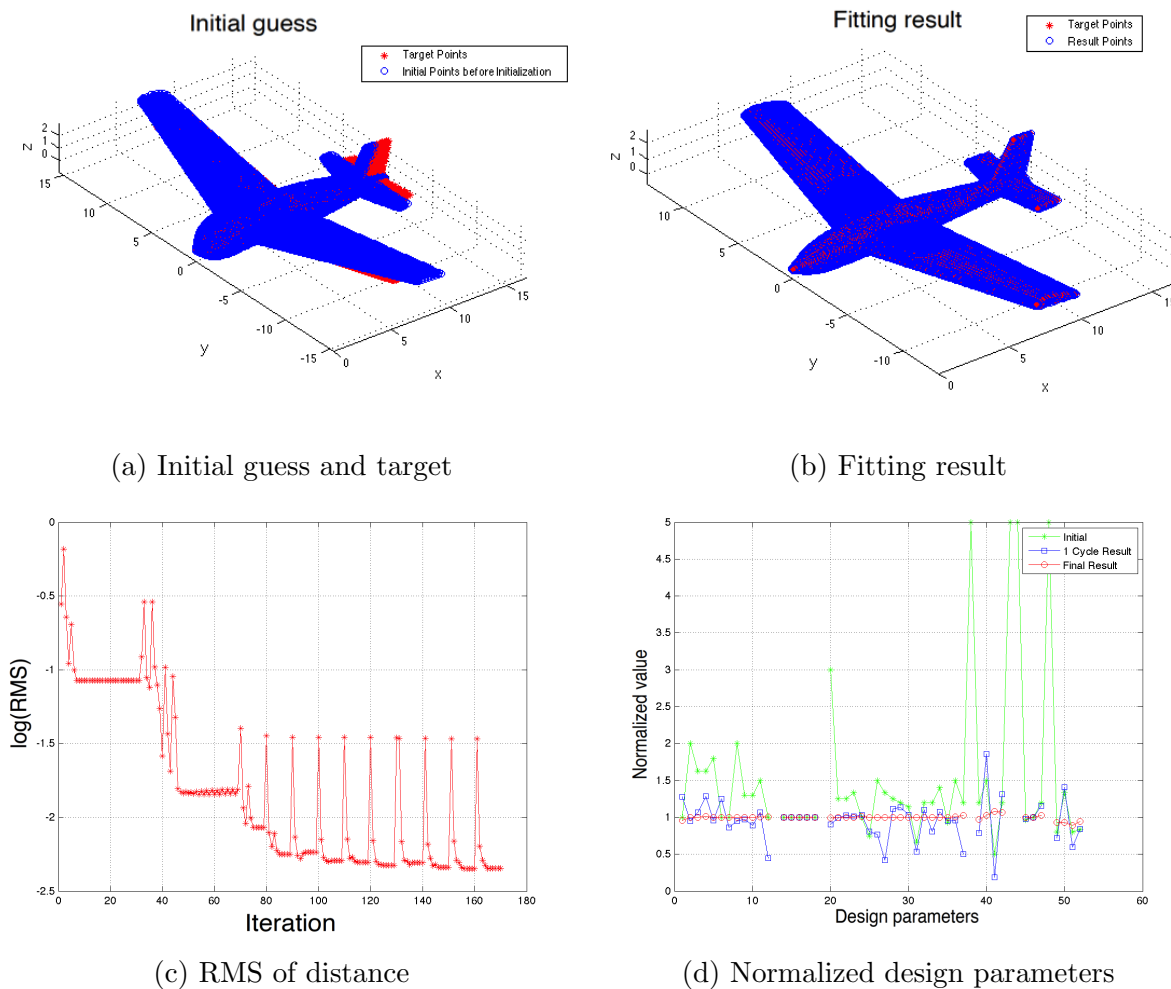 Initial guess
Target Points
Initial Points before Initialization
z
2
1
0
15
10
5
0
-5
-10
-15
y
0
5
10
15
x
(a) Initial guess and target
Fitting result
Target Points
Result Points
z
2
1
0
10
5
0
-5
-10
y
0
5
10
15
x
(b) Fitting result
log(RMS)
0
-0.5
-1
-1.5
-2
-2.5
0 20 40 60 80 100 120 140 160 180
Iteration
(c) RMS of distance
Normalized value
5
4.5
4
3.5
3
2.5
2
1.5
1
0.5
0
Initial
1 Cycle Result
Final Result
0 10 20 30 40 50 60
Design parameters
(d) Normalized design parameters